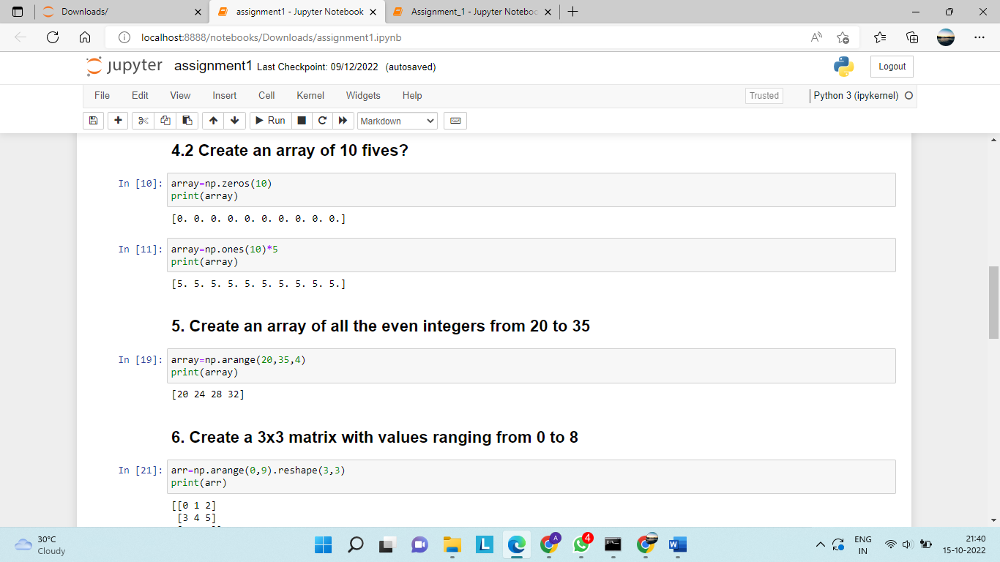 Downloads/
assignment1 - Jupyter Notebook
Assignment_1 - Jupyter Noteboo
localhost:8888/notebooks/Downloads/assignment1.ipynb
jupyter assignment1 Last Checkpoint: 09/12/2022 (autosaved)
Logout
File Edit View Insert Cell Kernel Widgets Help
Trusted
Python 3 (ipykernel)
Run
Markdown
4.2 Create an array of 10 fives?
In [10]: array=np.zeros(10)
print(array)
[0. 0. 0. 0. 0. 0. 0. 0. 0. 0.]
In [11]: array=np.ones(10)*5
print(array)
[5. 5. 5. 5. 5. 5. 5. 5. 5. 5.]
5. Create an array of all the even integers from 20 to 35
In [19]: array=np.arange(20,35,4)
print(array)
[20 24 28 32]
6. Create a 3x3 matrix with values ranging from 0 to 8
In [21]: arr=np.arange(0,9).reshape(3,3)
print(arr)
[[0 1 2]
[3 4 5]
30°C
Cloudy
L
A
4
W
ENG
IN
21:40
15-10-2022